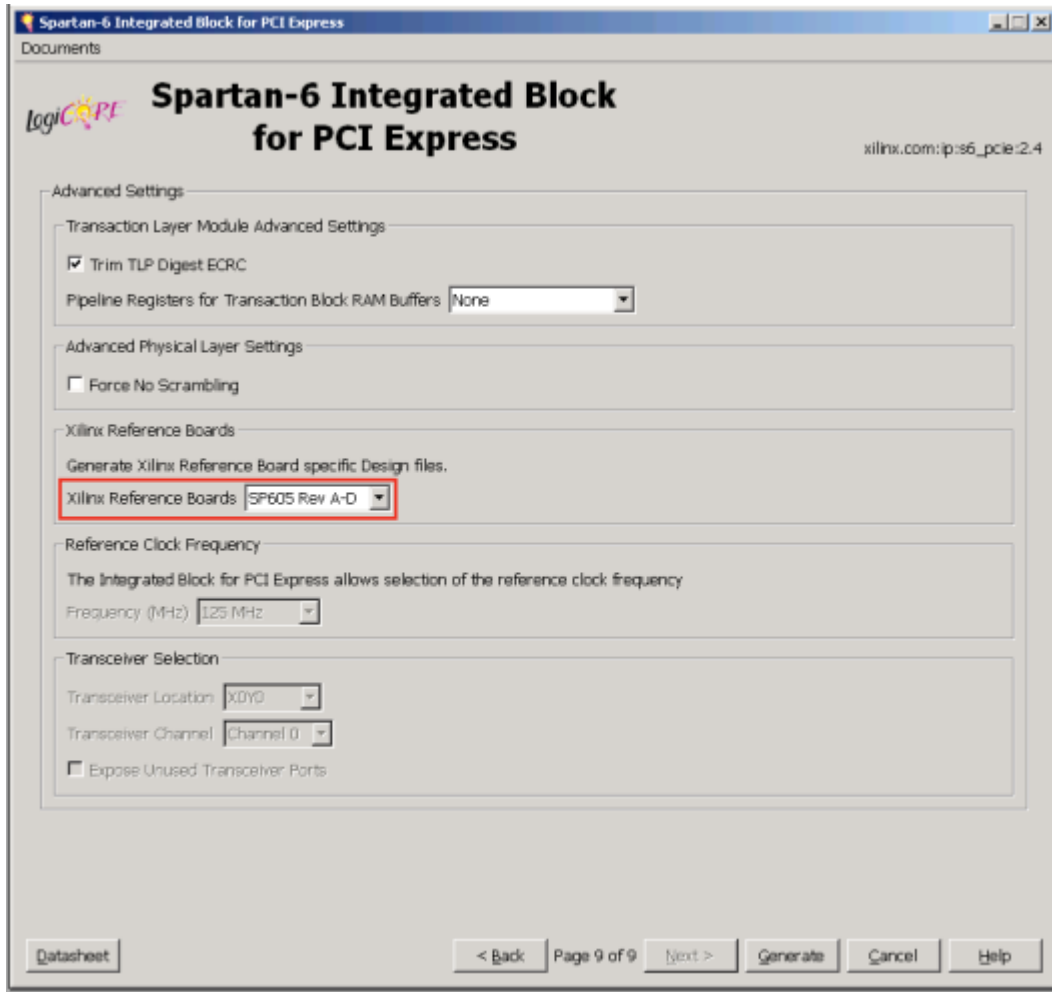 Spartan-6 Integrated Block for PCI Express
Documents
LogiCORE
Spartan-6 Integrated Block
for PCI Express
xilinx.com:ip:s6_pcie:2.4
Advanced Settings
Transaction Layer Module Advanced Settings
Trim TLP Digest ECRC
Pipeline Registers for Transaction Block RAM Buffers None
Advanced Physical Layer Settings
Force No Scrambling
Xilinx Reference Boards
Generate Xilinx Reference Board specific Design files.
Xilinx Reference Boards SP605 Rev A-D
Reference Clock Frequency
The Integrated Block for PCI Express allows selection of the reference clock frequency
Frequency (MHz) 125 MHz
Transceiver Selection
Transceiver Location X0Y0
Transceiver Channel Channel 0
Expose Unused Transceiver Ports
Datasheet < Back Page 9 of 9 Next > Generate Cancel Help